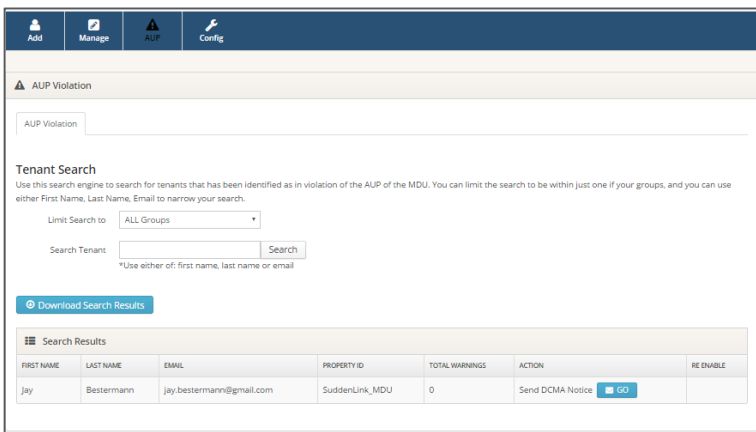 Add Manage AUP Config
AUP Violation
AUP Violation
Tenant Search
Use this search engine to search for tenants that has been identified as in violation of the AUP of the MDU. You can limit the search to be within just one if your groups, and you can use
either First Name, Last Name, Email to narrow your search.
Limit Search to ALL Groups
Search Tenant Search
*Use either of: first name, last name or email
Download Search Results
Search Results
FIRST NAME LAST NAME EMAIL PROPERTY ID TOTAL WARNINGS ACTION RE ENABLE
Jay Bestermann jay.bestermann@gmail.com SuddenLink_MDU 0 Send DCMA Notice GO